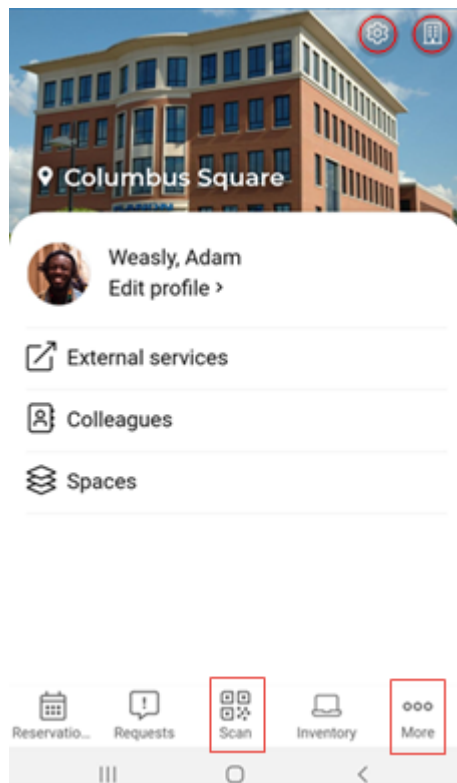 Columbus Square
Weasly, Adam
Edit profile >
External services
Colleagues
Spaces
Reservatio... Requests Scan Inventory More